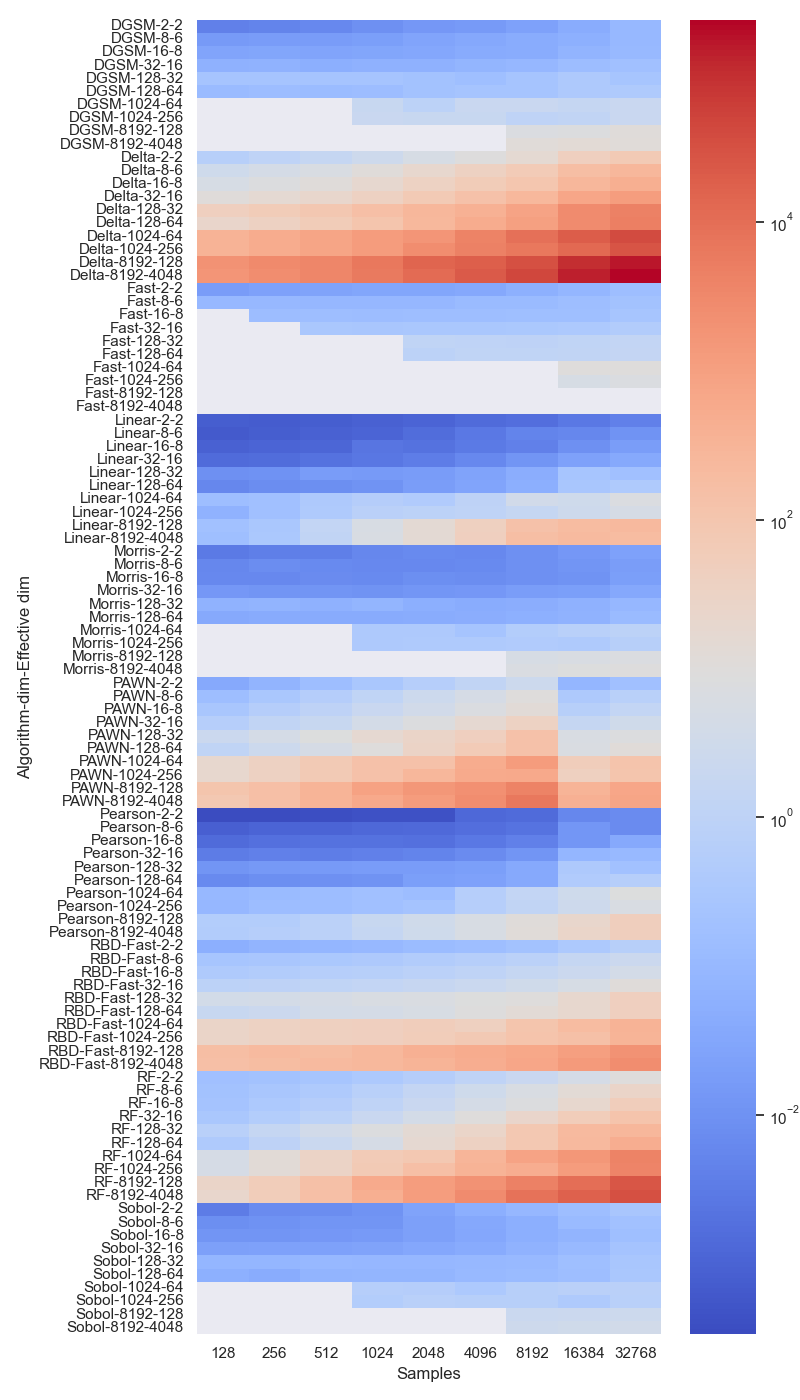 DGSM-2-2
DGSM-8-6
DGSM-16-8
DGSM-32-16
DGSM-128-32
DGSM-128-64
DGSM-1024-64
DGSM-1024-256
DGSM-8192-128
DGSM-8192-4048
Delta-2-2
Delta-8-6
Delta-16-8
Delta-32-16
Delta-128-32
Delta-128-64
Delta-1024-64
Delta-1024-256
Delta-8192-128
Delta-8192-4048
Fast-2-2
Fast-8-6
Fast-16-8
Fast-32-16
Fast-128-32
Fast-128-64
Fast-1024-64
Fast-1024-256
Fast-8192-128
Fast-8192-4048
Linear-2-2
Linear-8-6
Linear-16-8
Linear-32-16
Linear-128-32
Linear-128-64
Linear-1024-64
Linear-1024-256
Linear-8192-128
Linear-8192-4048
Morris-2-2
Morris-8-6
Morris-16-8
Morris-32-16
Morris-128-32
Morris-128-64
Morris-1024-64
Morris-1024-256
Morris-8192-128
Morris-8192-4048
PAWN-2-2
PAWN-8-6
PAWN-16-8
PAWN-32-16
PAWN-128-32
PAWN-128-64
PAWN-1024-64
PAWN-1024-256
PAWN-8192-128
PAWN-8192-4048
Pearson-2-2
Pearson-8-6
Pearson-16-8
Pearson-32-16
Pearson-128-32
Pearson-128-64
Pearson-1024-64
Pearson-1024-256
Pearson-8192-128
Pearson-8192-4048
RBD-Fast-2-2
RBD-Fast-8-6
RBD-Fast-16-8
RBD-Fast-32-16
RBD-Fast-128-32
RBD-Fast-128-64
RBD-Fast-1024-64
RBD-Fast-1024-256
RBD-Fast-8192-128
RBD-Fast-8192-4048
RF-2-2
RF-8-6
RF-16-8
RF-32-16
RF-128-32
RF-128-64
RF-1024-64
RF-1024-256
RF-8192-128
RF-8192-4048
Sobol-2-2
Sobol-8-6
Sobol-16-8
Sobol-32-16
Sobol-128-32
Sobol-128-64
Sobol-1024-64
Sobol-1024-256
Sobol-8192-128
Sobol-8192-4048
Algorithm-dim-Effective dim
128 256 512 1024 2048 4096 8192 16384 32768
Samples
10⁴
10²
10⁰
10⁻²